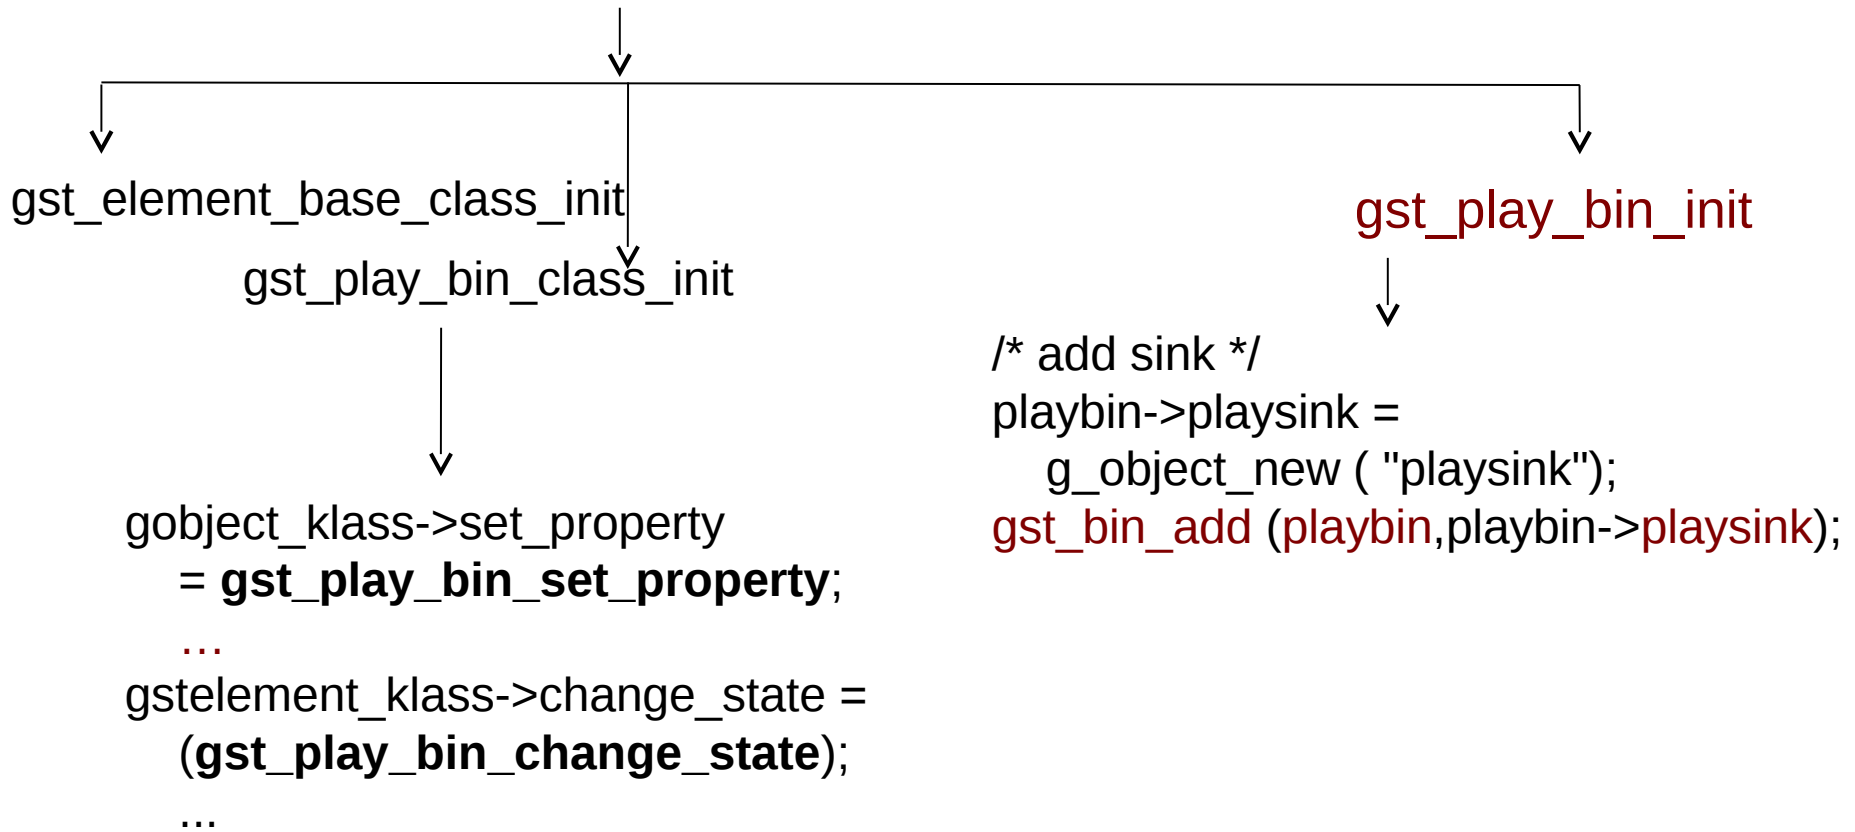 gst_element_base_class_init
gst_play_bin_class_init
gobject_klass->set_property
= gst_play_bin_set_property;
…
gstelement_klass->change_state =
(gst_play_bin_change_state);
...
gst_play_bin_init
/* add sink */
playbin->playsink =
g_object_new ( "playsink");
gst_bin_add (playbin,playbin->playsink);